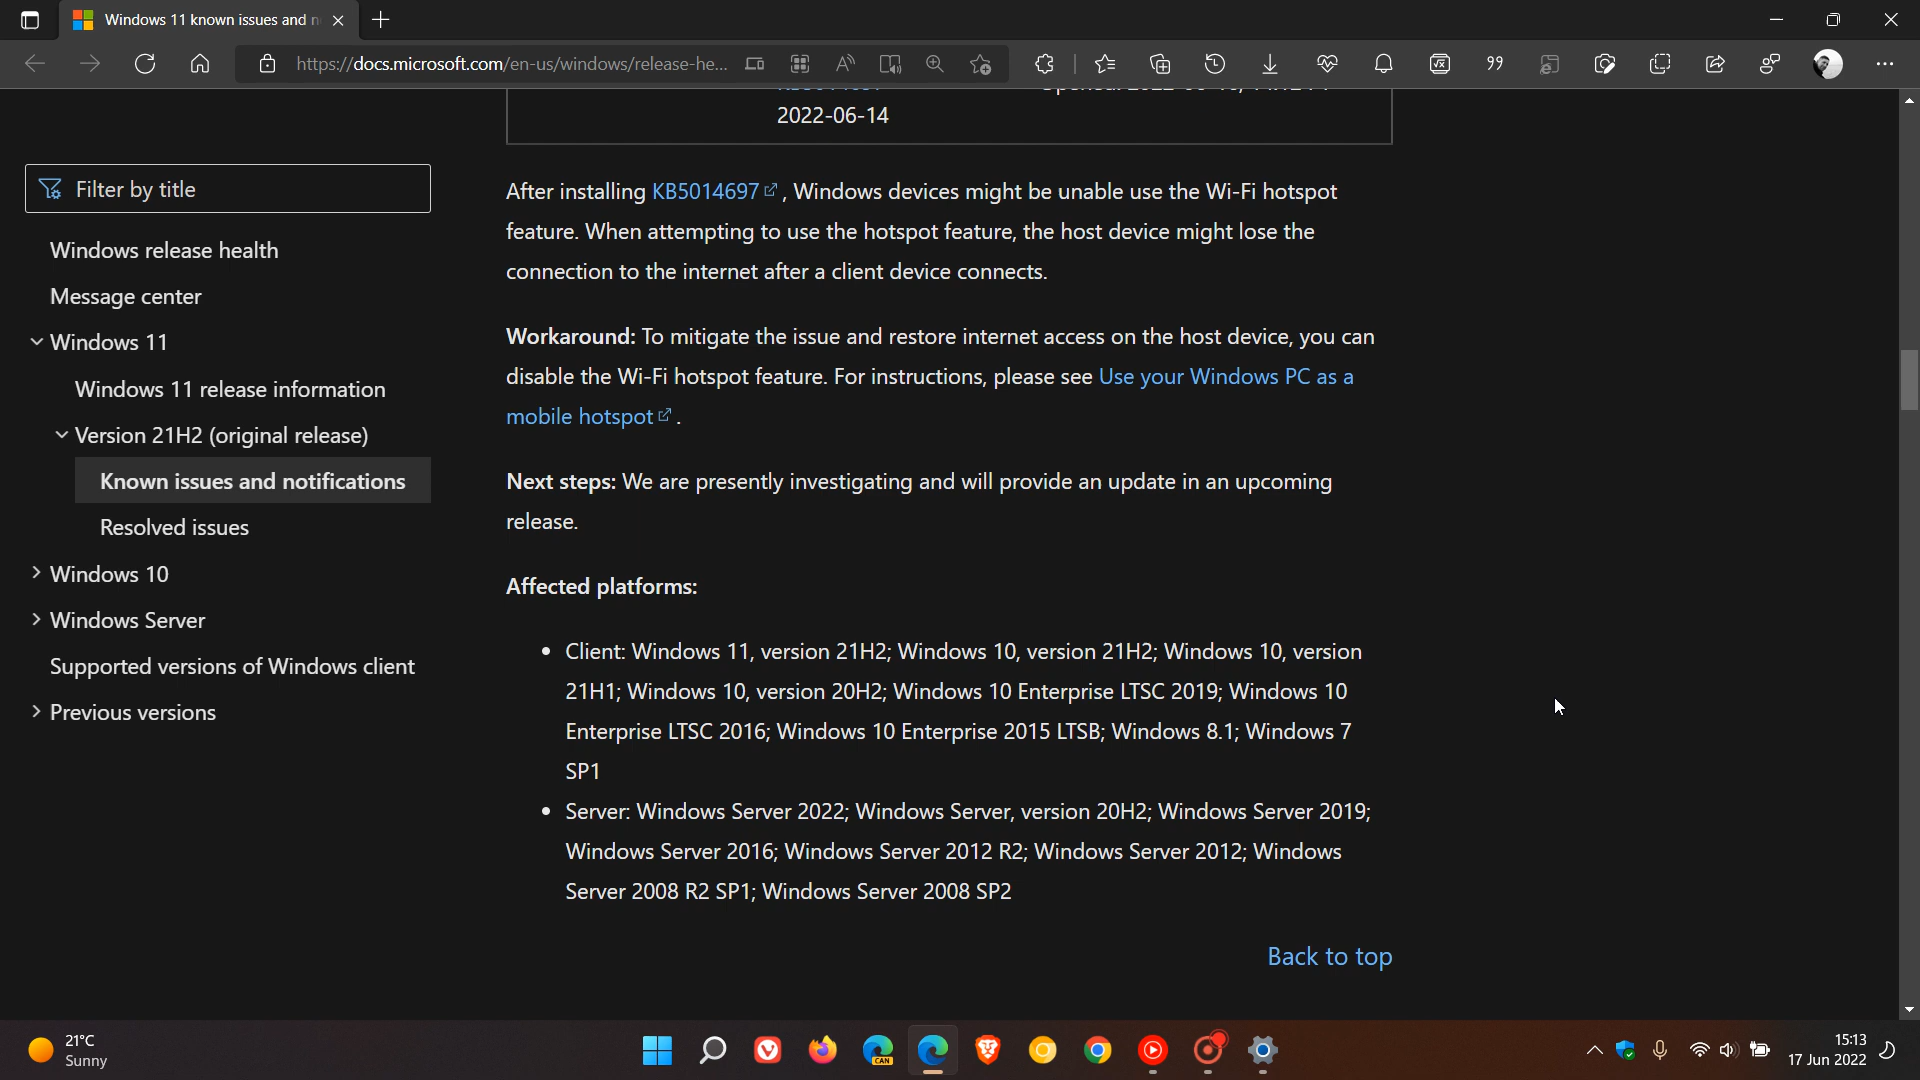 Windows 11 known issues and n
https://docs.microsoft.com/en-us/windows/release-he...
2022-06-14
Filter by title
Windows release health
Message center
Windows 11
Windows 11 release information
Version 21H2 (original release)
Known issues and notifications
Resolved issues
Windows 10
Windows Server
Supported versions of Windows client
Previous versions
After installing KB5014697, Windows devices might be unable use the Wi-Fi hotspot
feature. When attempting to use the hotspot feature, the host device might lose the
connection to the internet after a client device connects.
Workaround: To mitigate the issue and restore internet access on the host device, you can
disable the Wi-Fi hotspot feature. For instructions, please see Use your Windows PC as a
mobile hotspot.
Next steps: We are presently investigating and will provide an update in an upcoming
release.
Affected platforms:
• Client: Windows 11, version 21H2; Windows 10, version 21H2; Windows 10, version
21H1; Windows 10, version 20H2; Windows 10 Enterprise LTSC 2019; Windows 10
Enterprise LTSC 2016; Windows 10 Enterprise 2015 LTSB; Windows 8.1; Windows 7
SP1
• Server: Windows Server 2022; Windows Server, version 20H2; Windows Server 2019;
Windows Server 2016; Windows Server 2012 R2; Windows Server 2012; Windows
Server 2008 R2 SP1; Windows Server 2008 SP2
Back to top
21°C
Sunny
CAN
15:13
17 Jun 2022